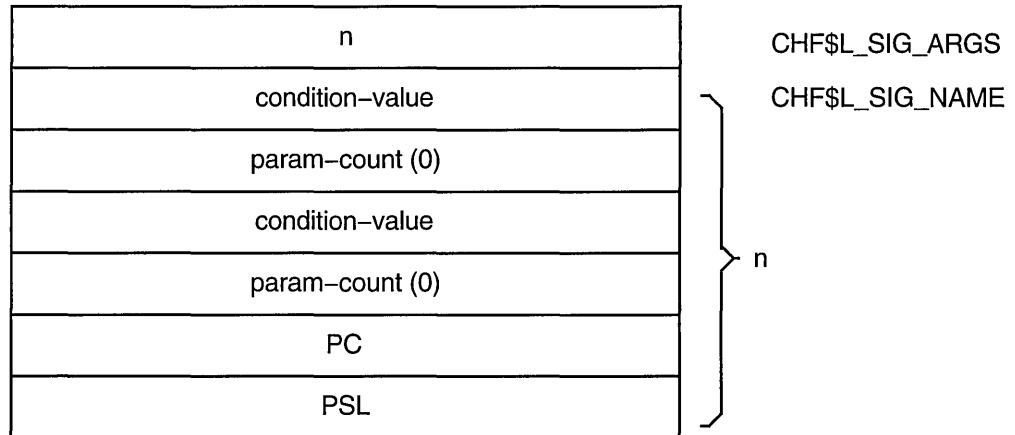 n CHF$L_SIG_ARGS
condition–value CHF$L_SIG_NAME
param–count (0)
condition–value
param–count (0)
n
PC
PSL